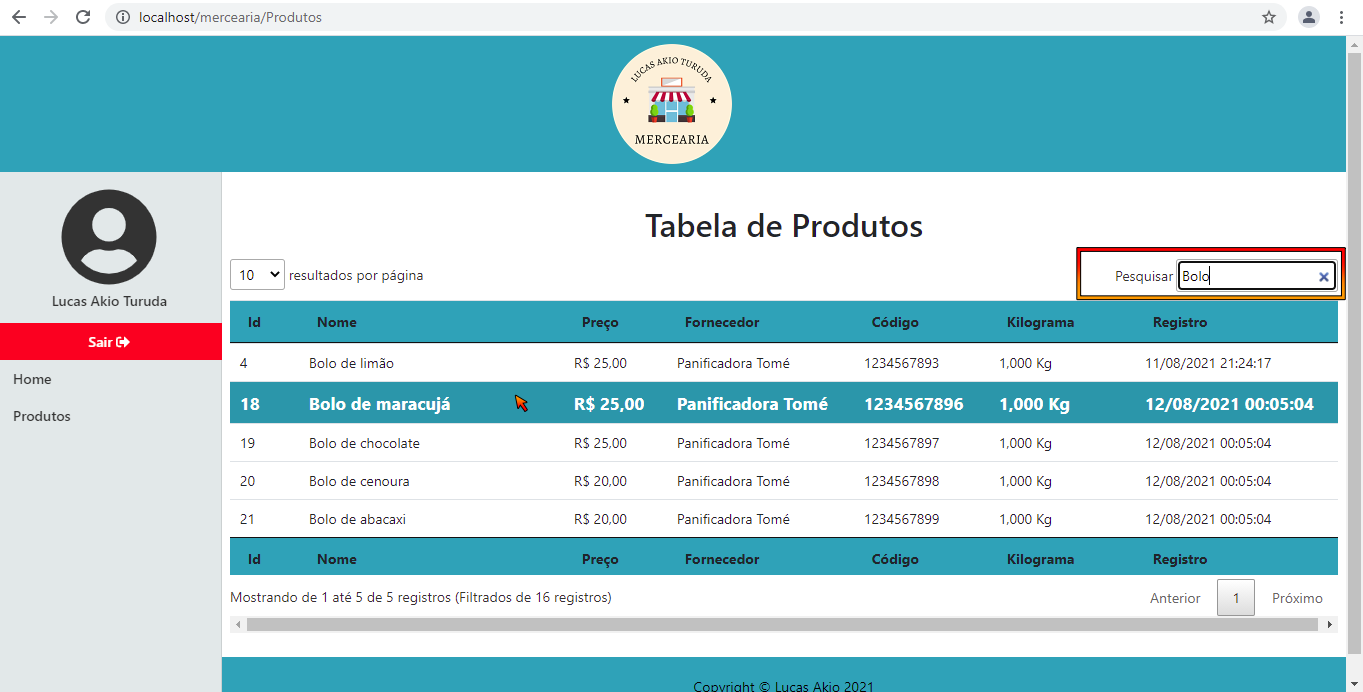 localhost/mercearia/Produtos
LUCAS AKIO TURUDA
MERCEARIA
Lucas Akio Turuda
Sair
Home
Produtos
Tabela de Produtos
10 resultados por página
Pesquisar Bolo
Id Nome Preço Fornecedor Código Kilograma Registro
4 Bolo de limão R$ 25,00 Panificadora Tomé 1234567893 1,000 Kg 11/08/2021 21:24:17
18 Bolo de maracujá R$ 25,00 Panificadora Tomé 1234567896 1,000 Kg 12/08/2021 00:05:04
19 Bolo de chocolate R$ 25,00 Panificadora Tomé 1234567897 1,000 Kg 12/08/2021 00:05:04
20 Bolo de cenoura R$ 20,00 Panificadora Tomé 1234567898 1,000 Kg 12/08/2021 00:05:04
21 Bolo de abacaxi R$ 20,00 Panificadora Tomé 1234567899 1,000 Kg 12/08/2021 00:05:04
Id Nome Preço Fornecedor Código Kilograma Registro
Mostrando de 1 até 5 de 5 registros (Filtrados de 16 registros)
Anterior 1 Próximo
Copyright © Lucas Akio 2021